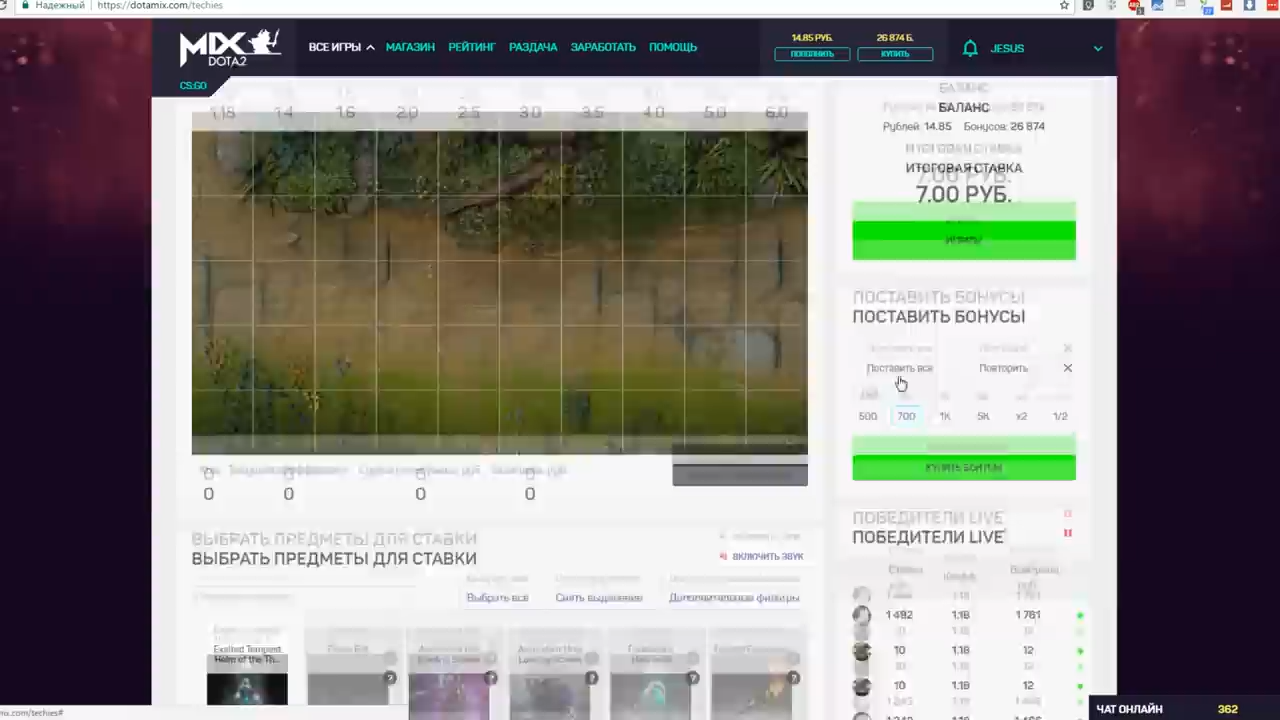 Надежный
https://dotamix.com/techies
MIX
DOTA2
ВСЕ ИГРЫ МАГАЗИН РЕЙТИНГ РАЗДАЧА ЗАРАБОТАТЬ ПОМОЩЬ
14.85 РУБ.
ПОПОЛНИТЬ
26 874 Б.
КУПИТЬ
JESUS
CS:GO
1.4 1.6 2.0 2.5 3.0 3.5 4.0 5.0 6.0
БАЛАНС
Рублей: 14.85 Бонусов: 26 874
ИТОГОВАЯ СТАВКА
7.00 РУБ.
ИГРАТЬ
ПОСТАВИТЬ БОНУСЫ
Поставить все Повторить
500 700 1K 5K x2 1/2
КУПИТЬ БОНУСЫ
0 0 0 0
ВЫБРАТЬ ПРЕДМЕТЫ ДЛЯ СТАВКИ
ВКЛЮЧИТЬ ЗВУК
Выбрать все Снять выделение Дополнительные фильтры
Exalted Tempest
Helm of the Th...
ПОБЕДИТЕЛИ LIVE
1 492 1.18 1 761
10 1.18 12
10 1.18 12
mix.com/techies#
ЧАТ ОНЛАЙН 362